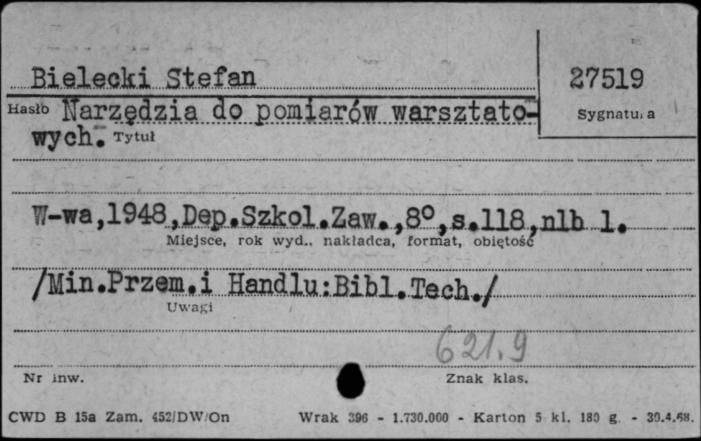 Bielecki Stefan
27519
Hasło Narzędzia do pomiarów warsztato-
Sygnatura
wych. Tytuł
W-wa,1948,Dep.Szkol.Zaw.,8°,s.118,nlb 1.
Miejsce, rok wyd., nakładca, format, objętość
/Min.Przem.i Handlu:Bibl.Tech./
Uwagi
621.9
Nr inw.
Znak klas.
CWD B 15a Zam. 452/DW/On Wrak 396 - 1.730.000 - Karton 5 kl. 180 g. - 30.4.68.